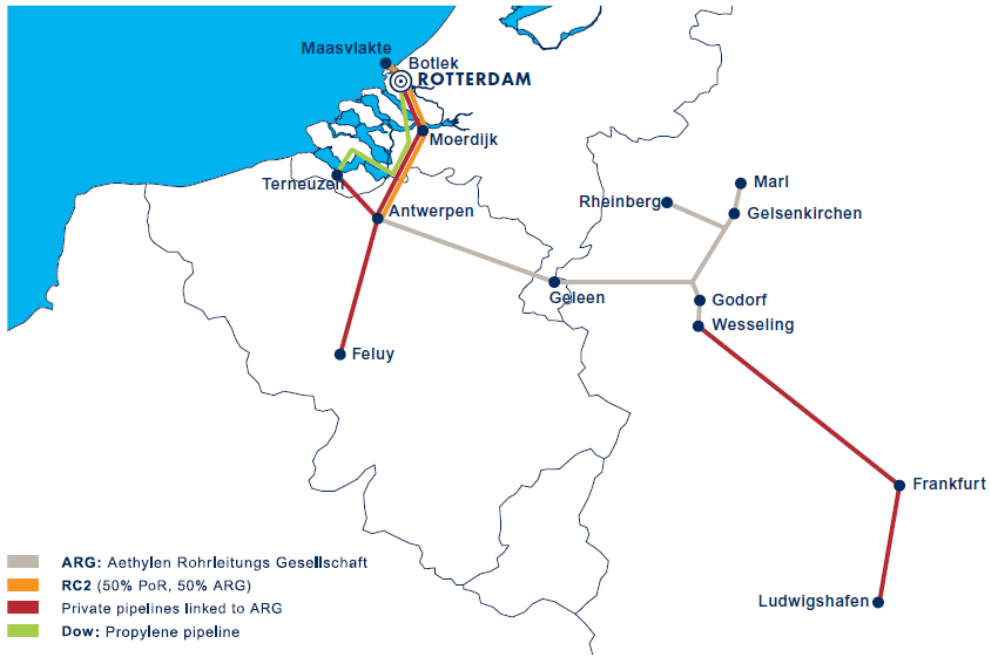 Maasvlakte
Botlek
ROTTERDAM
Moerdijk
Terneuzen
Antwerpen
Marl
Rheinberg
Gelsenkirchen
Geleen
Godorf
Wesseling
Feluy
Frankfurt
Ludwigshafen
ARG: Aethylen Rohrleitungs Gesellschaft
RC2 (50% PoR, 50% ARG)
Private pipelines linked to ARG
Dow: Propylene pipeline